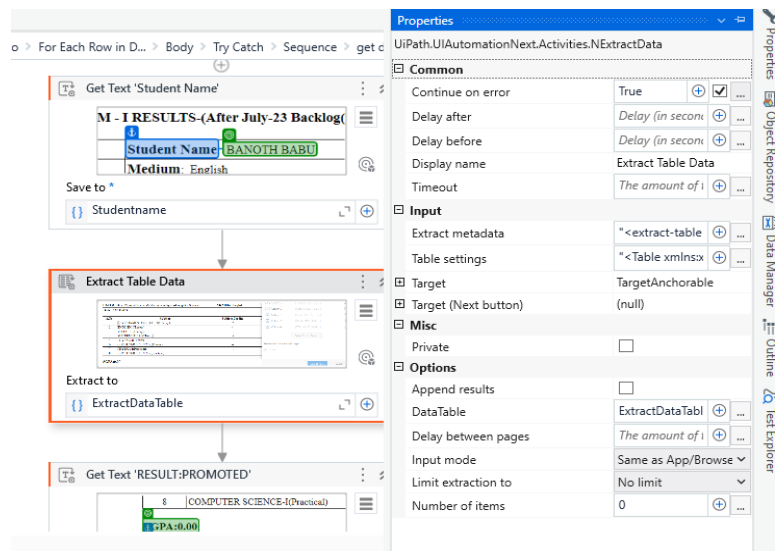 o > For Each Row in D... > Body > Try Catch > Sequence > get d
Get Text 'Student Name'
M - I RESULTS-(After July-23 Backlog(
Student Name BANOTH BABU
Medium: English
Save to *
{} Studentname
Extract Table Data
Extract to
{} ExtractDataTable
Get Text 'RESULT:PROMOTED'
8 COMPUTER SCIENCE-I(Practical)
GPA:0.00
Properties
UiPath.UIAutomationNext.Activities.NExtractData
Common
Continue on error True ...
Delay after Delay (in secon ...
Delay before Delay (in secon ...
Display name Extract Table Data
Timeout The amount of t ...
Input
Extract metadata "<extract-table ...
Table settings "<Table xmlns:x ...
Target TargetAnchorable
Target (Next button) (null)
Misc
Private
Options
Append results
DataTable ExtractDataTabl ...
Delay between pages The amount of t ...
Input mode Same as App/Browse
Limit extraction to No limit
Number of items 0 ...
Properties
Object Repository
Data Manager
Outline
Test Explorer